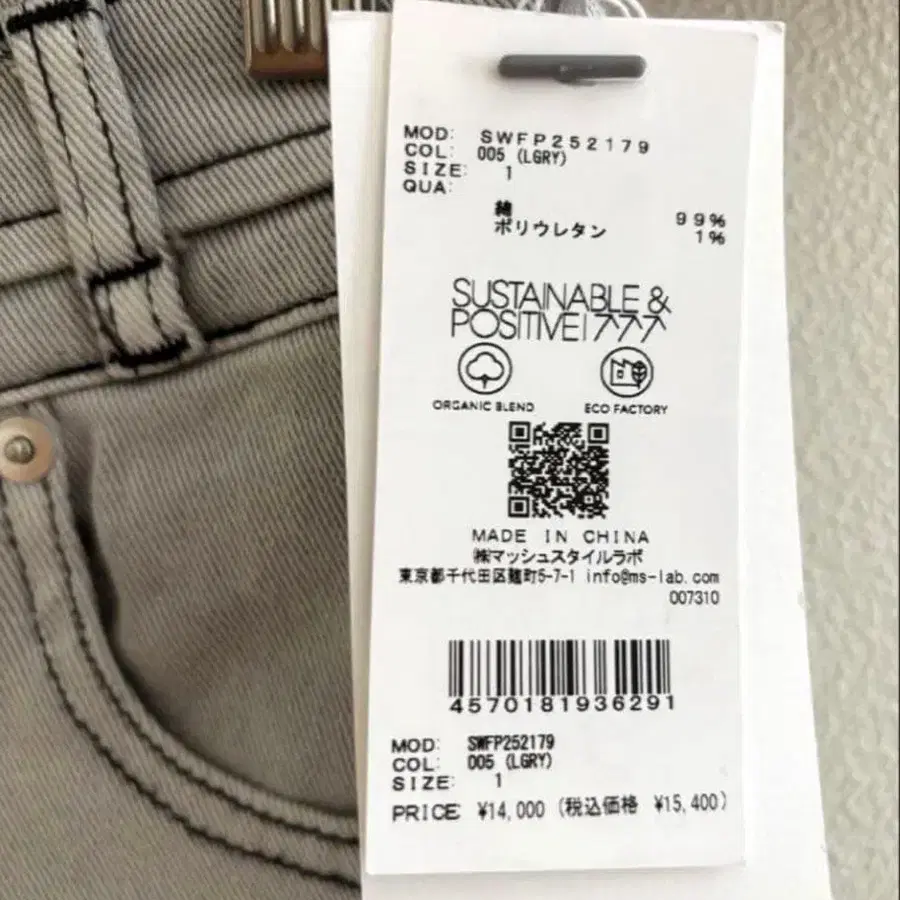 MOD: SWFP252179
COL: 005 (LGRY)
SIZE: 1
QUA:
綿 99%
ポリウレタン 1%
SUSTAINABLE &
POSITIVE!
ORGANIC BLEND ECO FACTORY
MADE IN CHINA
㈱マッシュスタイルラボ
東京都千代田区麹町5-7-1 info@ms-lab.com
007310
4570181936291
MOD: SWFP252179
COL: 005 (LGRY)
SIZE: 1
PRICE ¥14,000 (税込価格 ¥15,400)